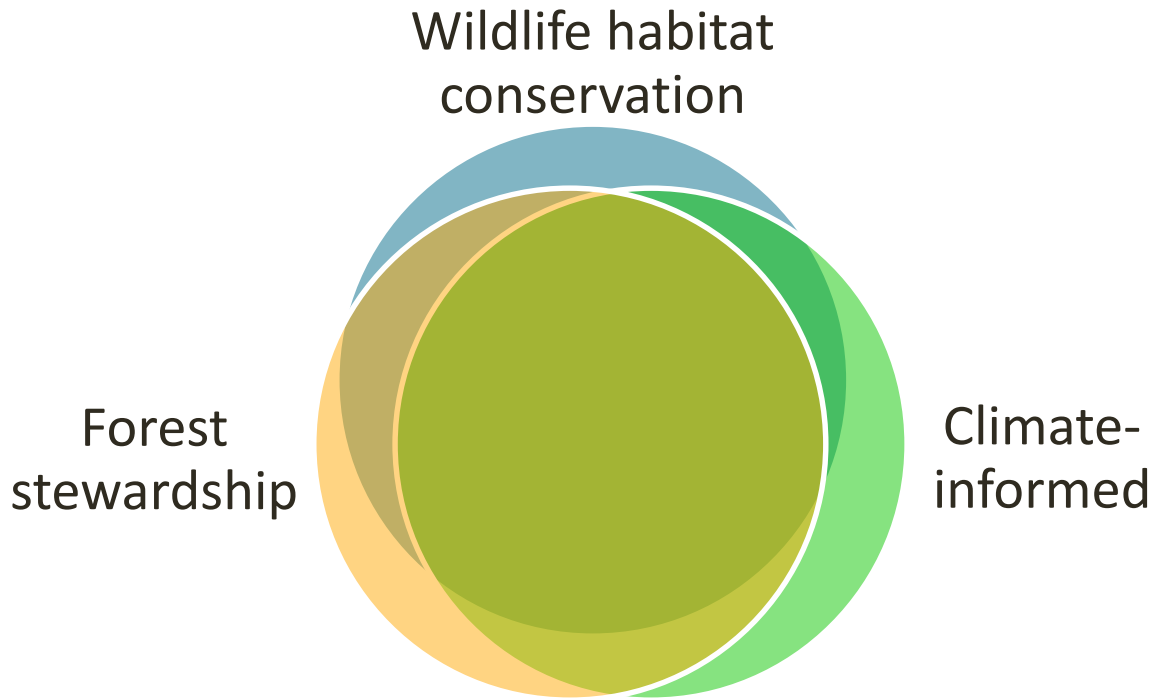 Wildlife habitat
conservation
Forest
stewardship
Climate-
informed